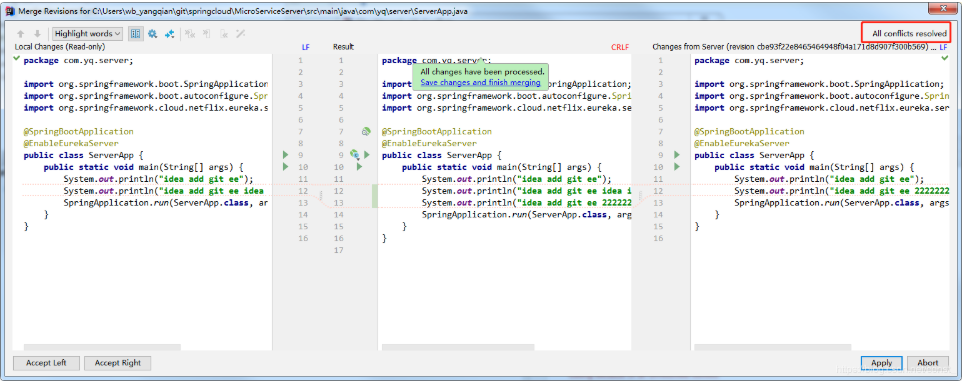 Merge Revisions for C:\Users\wb_yangqian\git\springcloud\MicroServiceServer\src\main\java\com\yq\server\ServerApp.java
Highlight words
All conflicts resolved
Local Changes (Read-only)
LF
Result
CRLF
Changes from Server (revision cbe93f22e8465464948f04a171d8d907f300b569) ...
LF
package com.yq.server;
import org.springframework.boot.SpringApplication
import org.springframework.boot.autoconfigure.Spri
import org.springframework.cloud.netflix.eureka.s
@SpringBootApplication
@EnableEurekaServer
public class ServerApp {
public static void main(String[] args) {
System.out.println("idea add git ee");
System.out.println("idea add git ee idea
SpringApplication.run(ServerApp.class, ar
}
}
1
2
3
4
5
6
7
8
9
10
11
12
13
14
15
16
1
2
3
4
5
6
7
8
9
10
11
12
13
14
15
16
17
package com.yq.server;
All changes have been processed.
Save changes and finish merging
import org.springframework.boot.SpringApplication;
import org.springframework.boot.autoconfigure.Sprin
import org.springframework.cloud.netflix.eureka.ser
@SpringBootApplication
@EnableEurekaServer
public class ServerApp {
public static void main(String[] args) {
System.out.println("idea add git ee");
System.out.println("idea add git ee idea i
System.out.println("idea add git ee 222222
SpringApplication.run(ServerApp.class, args
}
}
1
2
3
4
5
6
7
8
9
10
11
12
13
14
15
16
package com.yq.server;
import org.springframework.boot.SpringApplication;
import org.springframework.boot.autoconfigure.Spri
import org.springframework.cloud.netflix.eureka.se
@SpringBootApplication
@EnableEurekaServer
public class ServerApp {
public static void main(String[] args) {
System.out.println("idea add git ee");
System.out.println("idea add git ee 2222222
SpringApplication.run(ServerApp.class, args
}
}
Accept Left
Accept Right
Apply
Abort